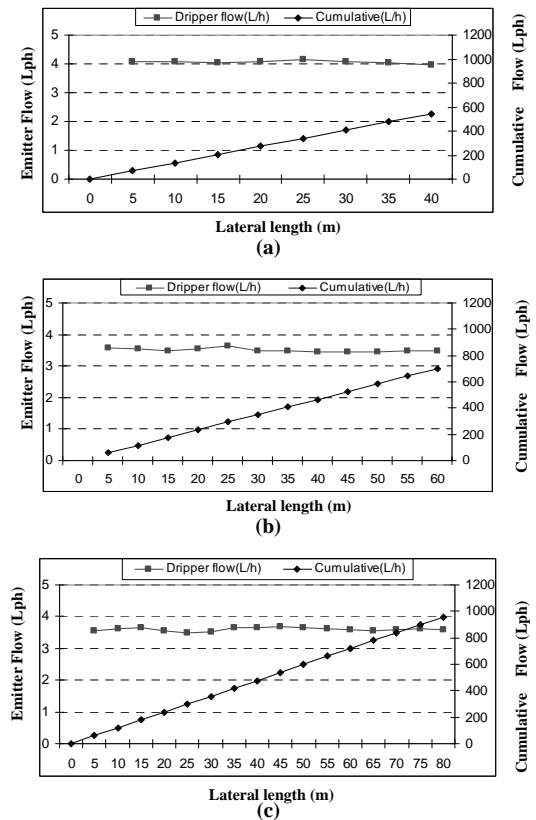 Dripper flow(L/h) Cumulative(L/h)
5 1200
4 1000
3 800
2 600
1 400
0 200
0
0 5 10 15 20 25 30 35 40
Emitter Flow (Lph)
Cumulative Flow (Lph)
Lateral length (m)
(a)
Dripper flow(L/h) Cumulative(L/h)
5 1200
4 1000
3 800
2 600
1 400
0 200
0
0 5 10 15 20 25 30 35 40 45 50 55 60
Emitter Flow (Lph)
Cumulative Flow (Lph)
Lateral length (m)
(b)
Dripper flow(L/h) Cumulative(L/h)
5 1200
4 1000
3 800
2 600
1 400
0 200
0
0 5 10 15 20 25 30 35 40 45 50 55 60 65 70 75 80
Emitter Flow (Lph)
Cumulative Flow (Lph)
Lateral length (m)
(c)